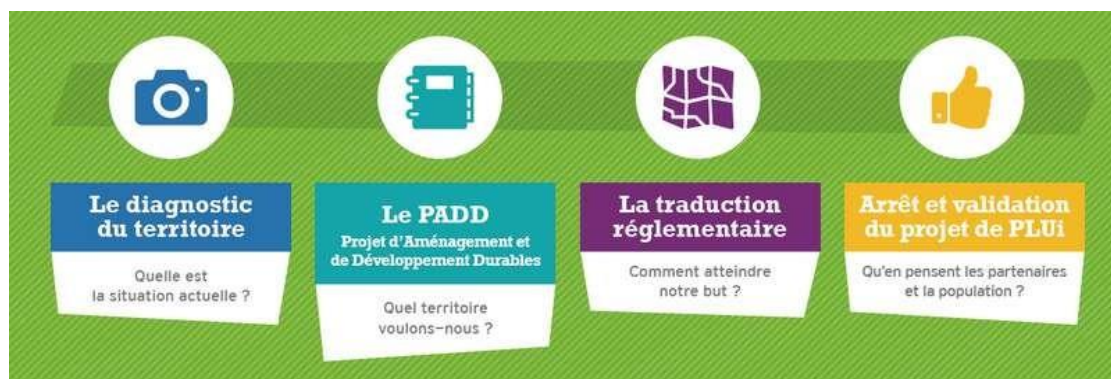 Le diagnostic
du territoire
Quelle est
la situation actuelle ?
Le PADD
Projet d'Aménagement et
de Développement Durables
Quel territoire
voulons-nous ?
La traduction
réglementaire
Comment atteindre
notre but ?
Arrêt et validation
du projet de PLUi
Qu'en pensent les partenaires
et la population ?